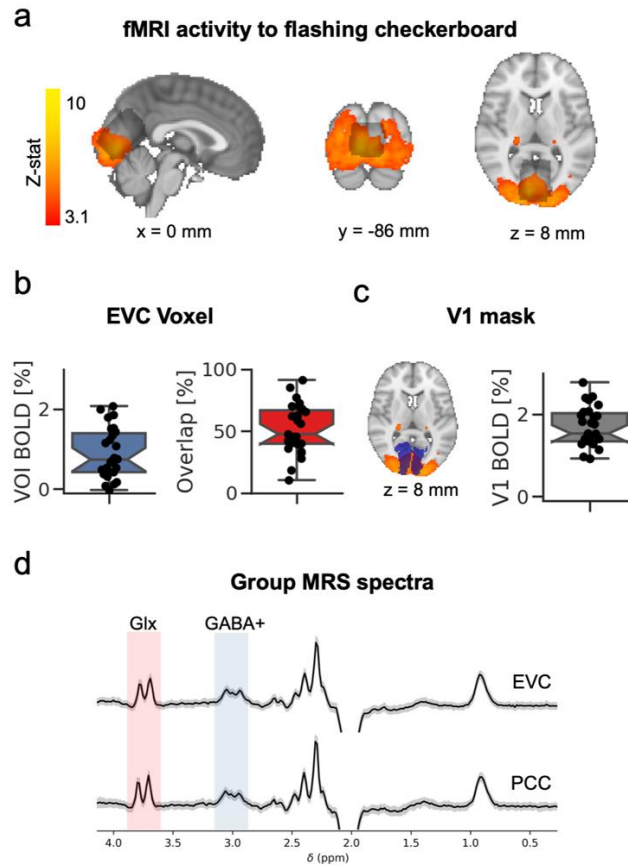 a
fMRI activity to flashing checkerboard
10
Z-stat
3.1
x = 0 mm
y = -86 mm
z = 8 mm
b
EVC Voxel
VOI BOLD [%]
2
0
Overlap [%]
100
50
0
c
V1 mask
z = 8 mm
V1 BOLD [%]
2
0
d
Group MRS spectra
Glx
GABA+
EVC
PCC
4.0 3.5 3.0 2.5 2.0 1.5 1.0 0.5
δ (ppm)